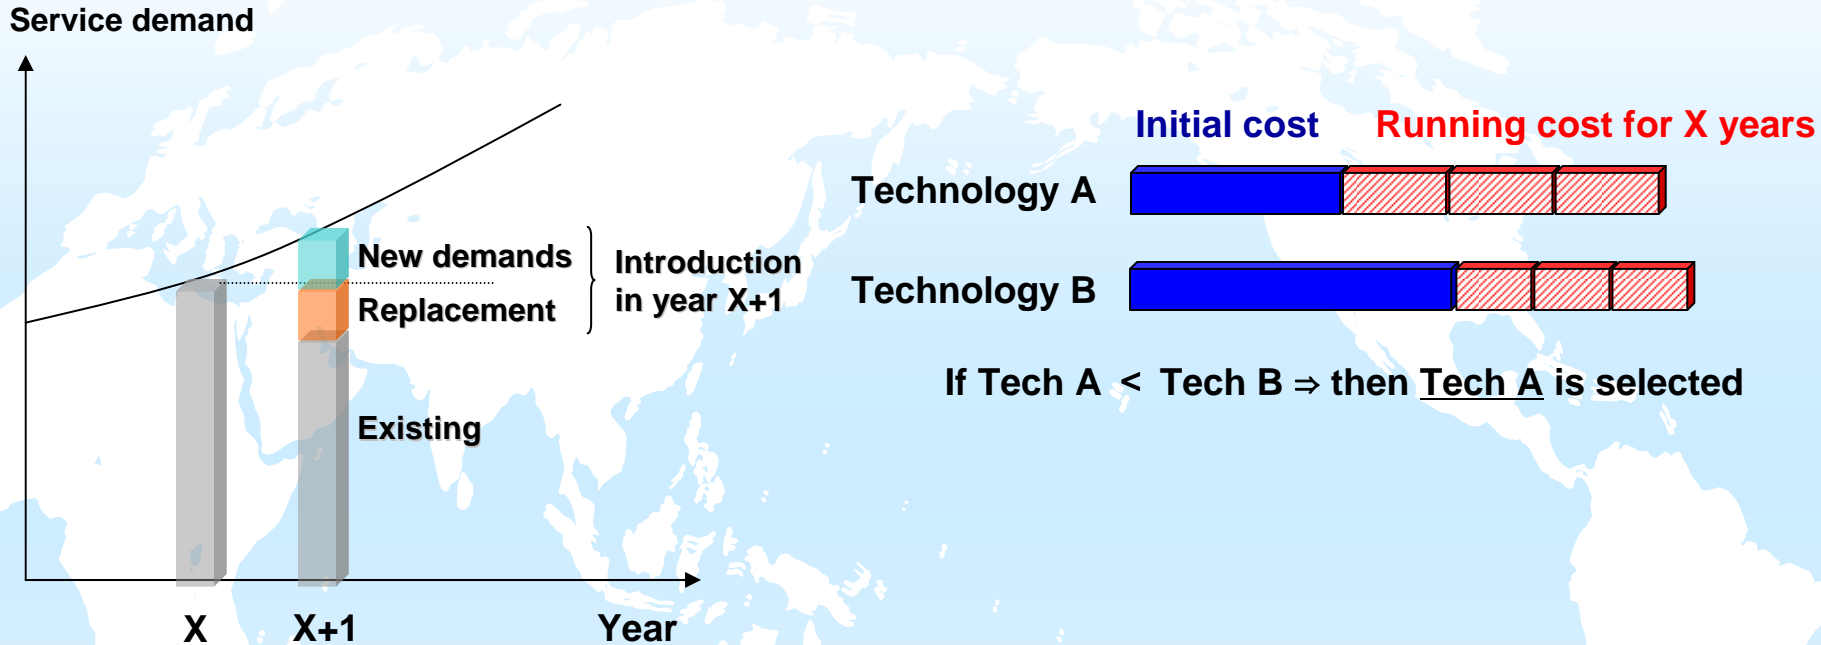 Service demand
New demands
Replacement
Introduction
in year X+1
Existing
X
X+1
Year
Initial cost
Running cost for X years
Technology A
Technology B
If Tech A < Tech B ⇒ then Tech A is selected